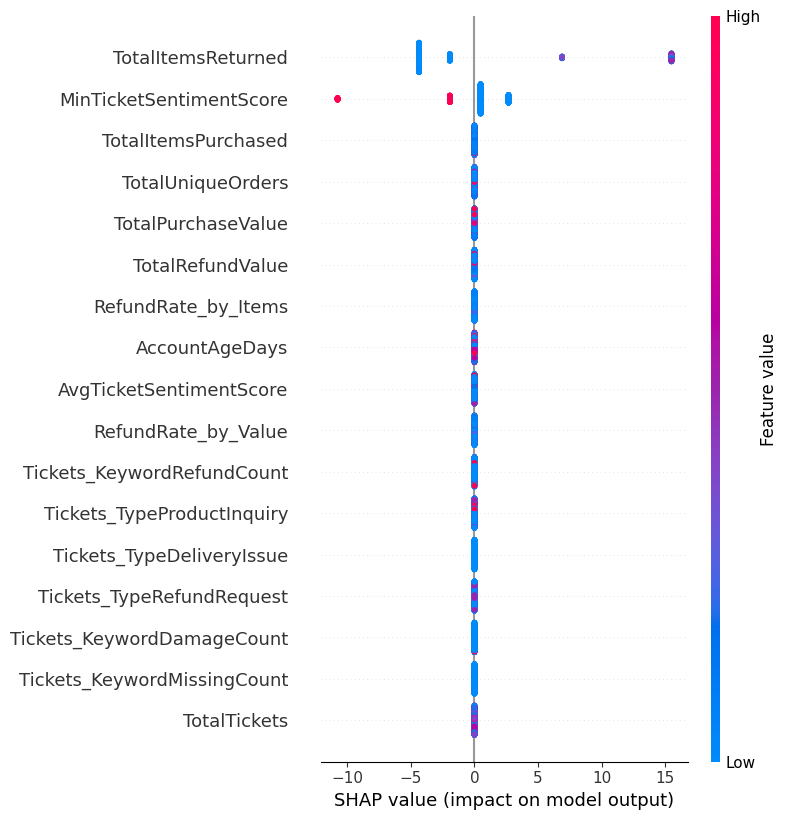 High
TotalItemsReturned
MinTicketSentimentScore
TotalItemsPurchased
TotalUniqueOrders
TotalPurchaseValue
TotalRefundValue
RefundRate_by_Items
AccountAgeDays
AvgTicketSentimentScore
RefundRate_by_Value
Tickets_KeywordRefundCount
Tickets_TypeProductInquiry
Tickets_TypeDeliveryIssue
Tickets_TypeRefundRequest
Tickets_KeywordDamageCount
Tickets_KeywordMissingCount
TotalTickets
Feature value
Low
−10 −5 0 5 10 15
SHAP value (impact on model output)